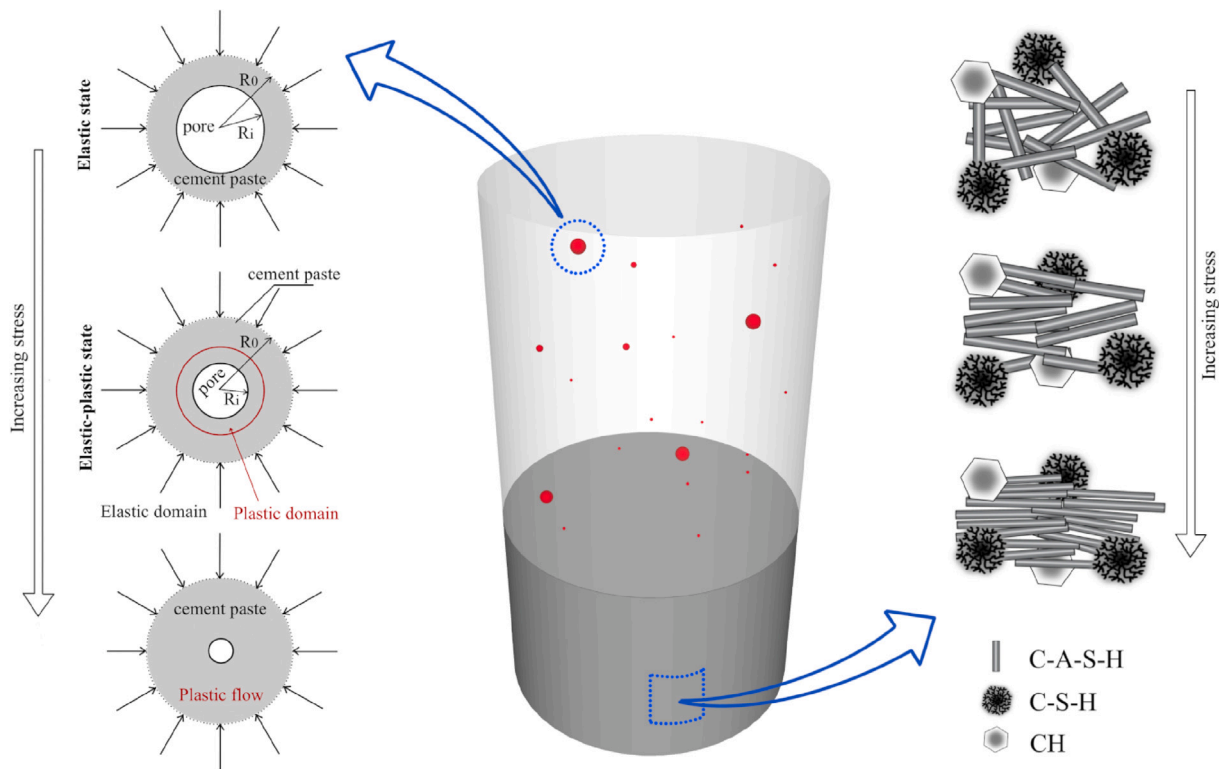 Increasing stress
Elastic state
R0
pore
Ri
cement paste
Elastic-plastic state
cement paste
R0
pore
Ri
Elastic domain
Plastic domain
cement paste
Plastic flow
Increasing stress
C-A-S-H
C-S-H
CH